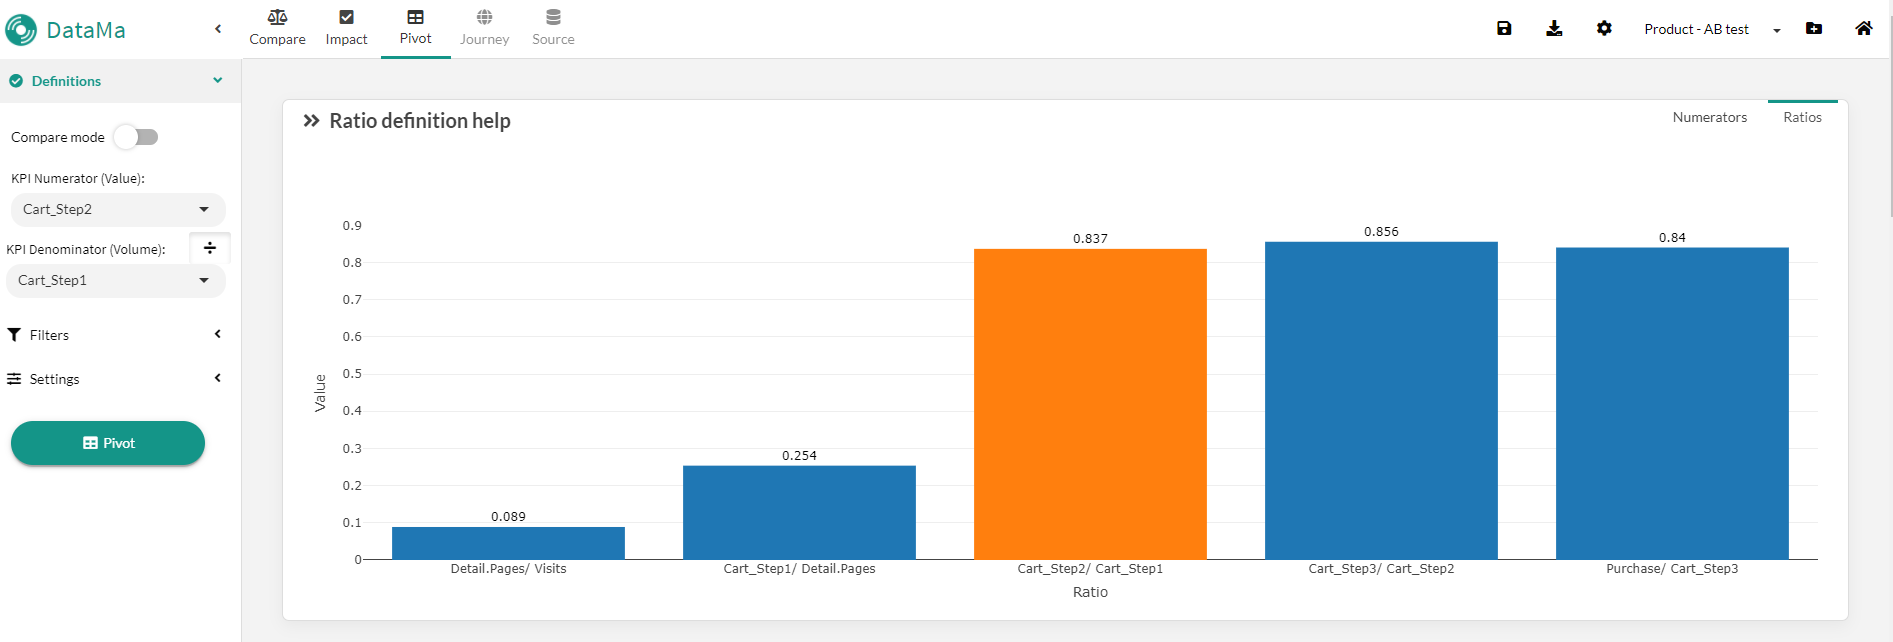 DataMa
Compare
Impact
Pivot
Journey
Source
Product - AB test
Definitions
Compare mode
KPI Numerator (Value):
Cart_Step2
KPI Denominator (Volume):
÷
Cart_Step1
Filters
Settings
Pivot
Ratio definition help
Numerators
Ratios
Value
0.9
0.8
0.7
0.6
0.5
0.4
0.3
0.2
0.1
0
0.089
0.254
0.837
0.856
0.84
Detail.Pages/ Visits
Cart_Step1/ Detail.Pages
Cart_Step2/ Cart_Step1
Cart_Step3/ Cart_Step2
Purchase/ Cart_Step3
Ratio